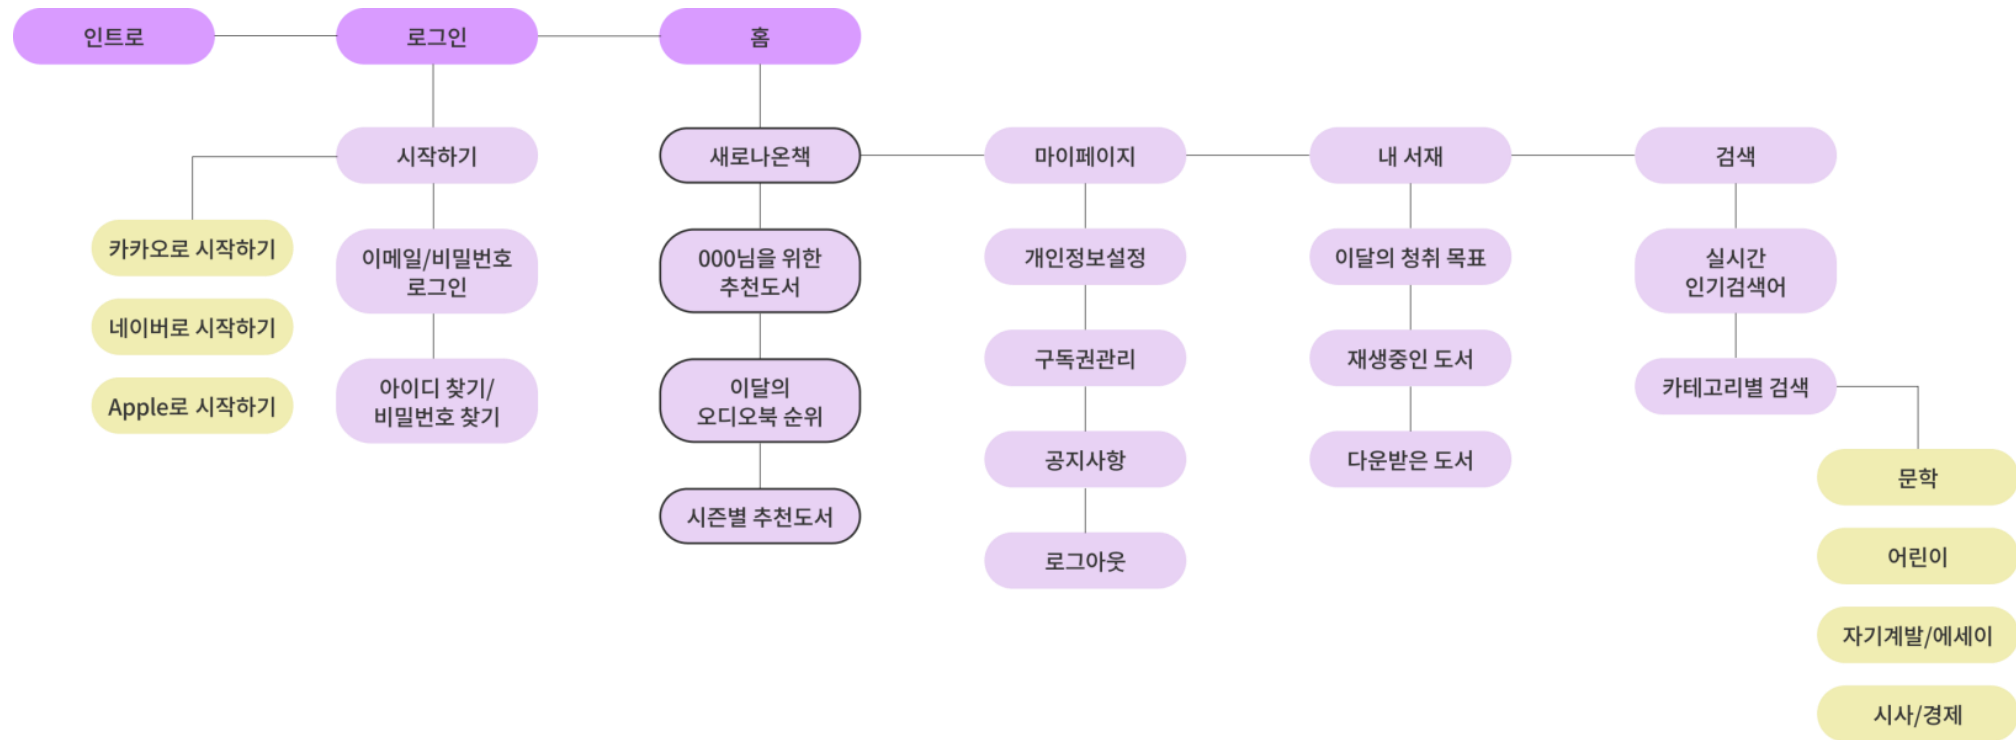 인트로
로그인
홈
시작하기
새로나온책
마이페이지
내 서재
검색
카카오로 시작하기
네이버로 시작하기
Apple로 시작하기
이메일/비밀번호
로그인
아이디 찾기/
비밀번호 찾기
000님을 위한
추천도서
이달의
오디오북 순위
시즌별 추천도서
개인정보설정
구독권관리
공지사항
로그아웃
이달의 청취 목표
재생중인 도서
다운받은 도서
실시간
인기검색어
카테고리별 검색
문학
어린이
자기계발/에세이
시사/경제